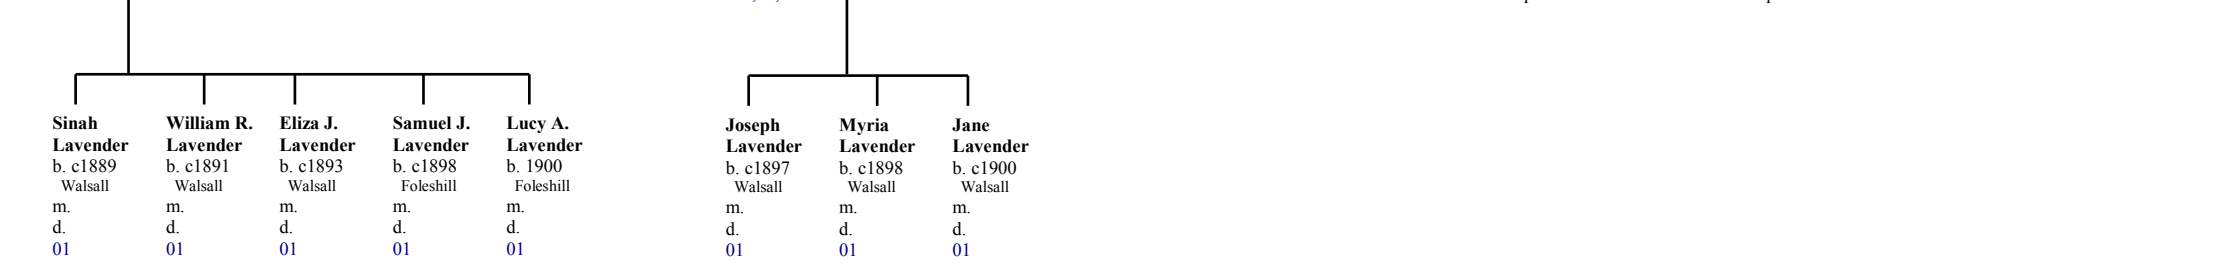 Sinah
Lavender
b. c1889
Walsall
m.
d.
01
William R.
Lavender
b. c1891
Walsall
m.
d.
01
Eliza J.
Lavender
b. c1893
Walsall
m.
d.
01
Samuel J.
Lavender
b. c1898
Foleshill
m.
d.
01
Lucy A.
Lavender
b. 1900
Foleshill
m.
d.
01
Joseph
Lavender
b. c1897
Walsall
m.
d.
01
Myria
Lavender
b. c1898
Walsall
m.
d.
01
Jane
Lavender
b. c1900
Walsall
m.
d.
01